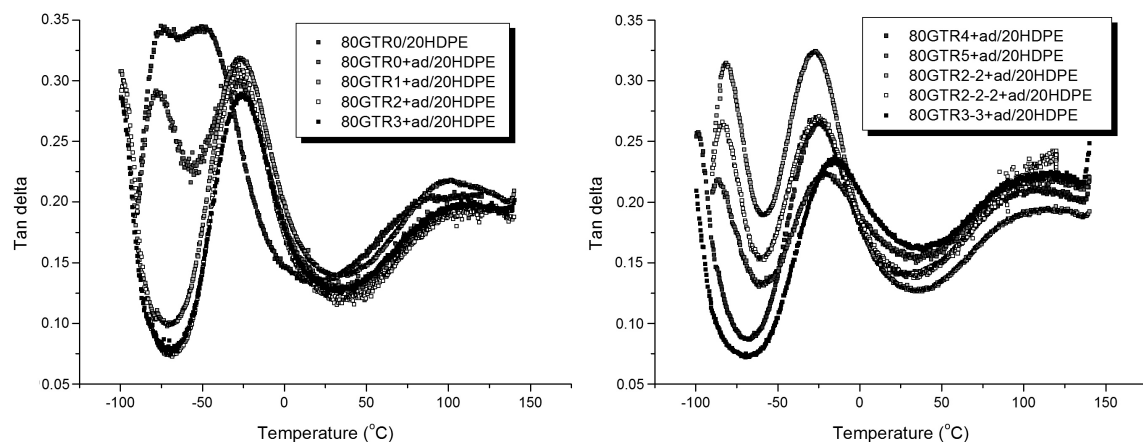 0.35
0.30
0.25
0.20
0.15
0.10
0.05
Tan delta
80GTR0/20HDPE
80GTR0+ad/20HDPE
80GTR1+ad/20HDPE
80GTR2+ad/20HDPE
80GTR3+ad/20HDPE
-100 -50 0 50 100 150
Temperature (°C)
0.35
0.30
0.25
0.20
0.15
0.10
0.05
Tan delta
80GTR4+ad/20HDPE
80GTR5+ad/20HDPE
80GTR2-2+ad/20HDPE
80GTR2-2-2+ad/20HDPE
80GTR3-3+ad/20HDPE
-100 -50 0 50 100 150
Temperature (°C)